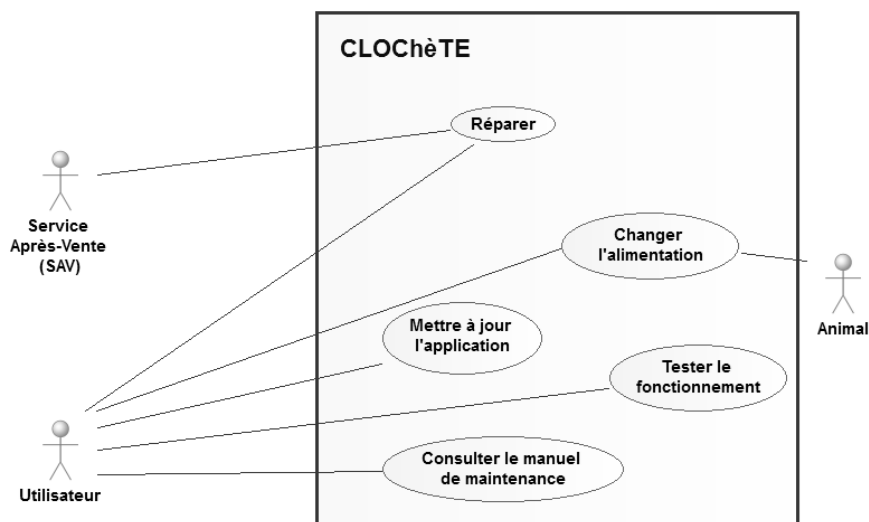 CLOChèTE
Réparer
Service
Après-Vente
(SAV)
Changer
l'alimentation
Animal
Mettre à jour
l'application
Tester le
fonctionnement
Consulter le manuel
de maintenance
Utilisateur